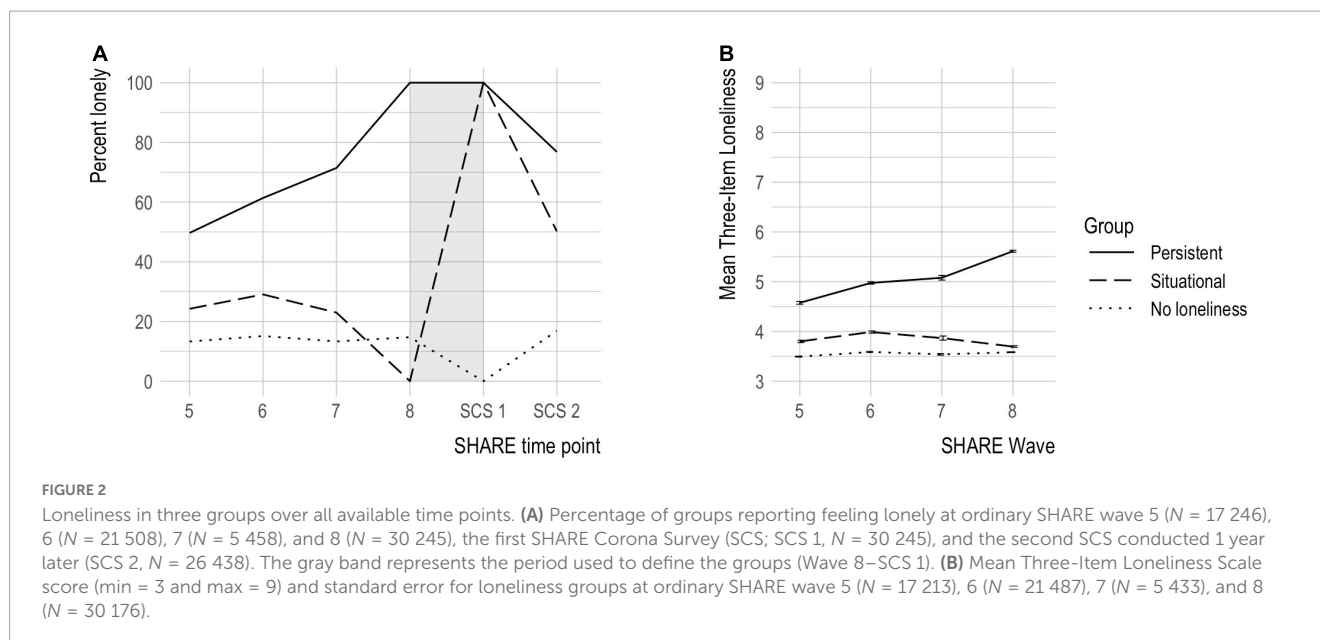 A
Percent lonely
100
80
60
40
20
0
5 6 7 8 SCS 1 SCS 2
SHARE time point
B
Mean Three-Item Loneliness
9
8
7
6
5
4
3
5 6 7 8
SHARE Wave
Group
Persistent
Situational
No loneliness
FIGURE 2
Loneliness in three groups over all available time points. (A) Percentage of groups reporting feeling lonely at ordinary SHARE wave 5 (N = 17 246),
6 (N = 21 508), 7 (N = 5 458), and 8 (N = 30 245), the first SHARE Corona Survey (SCS; SCS 1, N = 30 245), and the second SCS conducted 1 year
later (SCS 2, N = 26 438). The gray band represents the period used to define the groups (Wave 8–SCS 1). (B) Mean Three-Item Loneliness Scale
score (min = 3 and max = 9) and standard error for loneliness groups at ordinary SHARE wave 5 (N = 17 213), 6 (N = 21 487), 7 (N = 5 433), and 8
(N = 30 176).